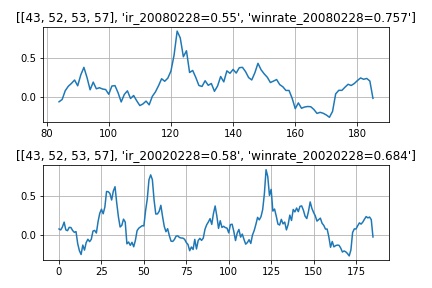 [[43, 52, 53, 57], 'ir_20080228=0.55', 'winrate_20080228=0.757']
0.5
0.0
80 100 120 140 160 180
[[43, 52, 53, 57], 'ir_20020228=0.58', 'winrate_20020228=0.684']
0.5
0.0
0 25 50 75 100 125 150 175